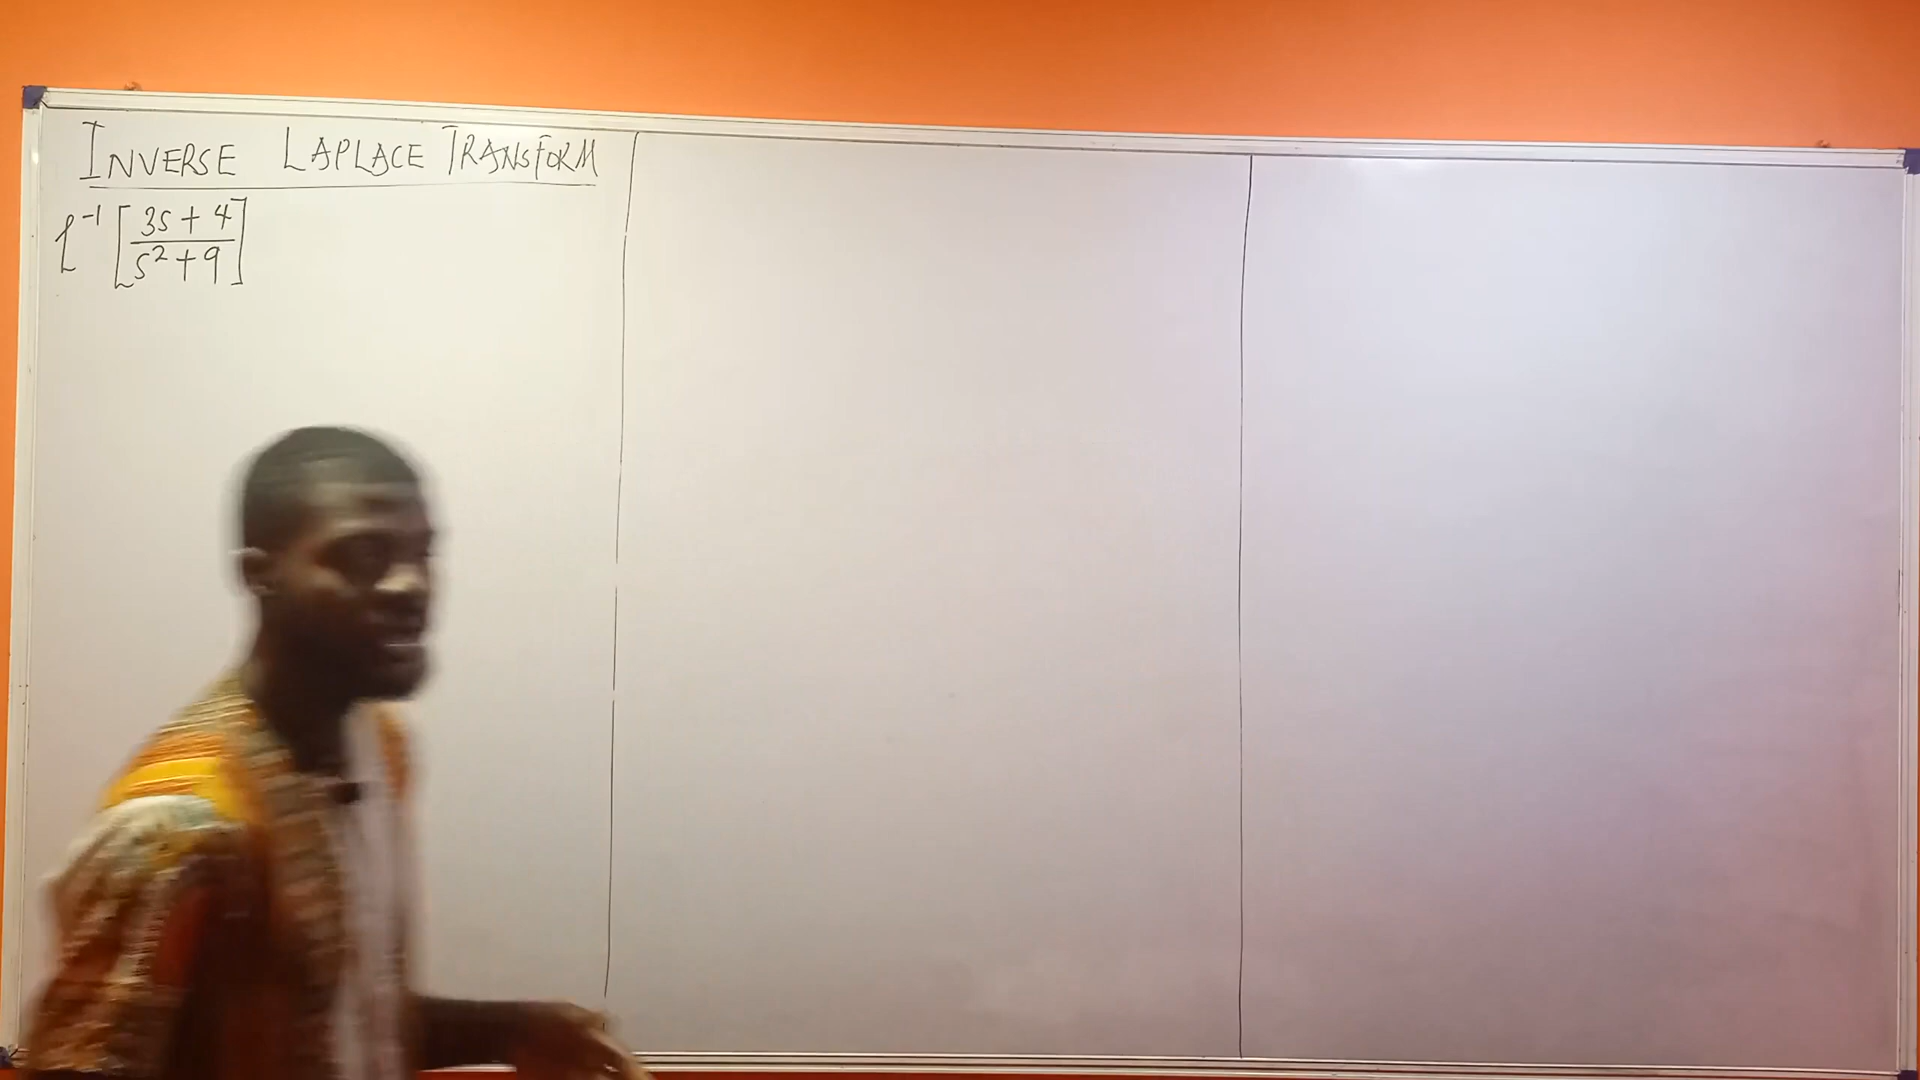 INVERSE LAPLACE TRANSFORM
ℒ⁻¹ [ (3s + 4) / (s² + 9) ]